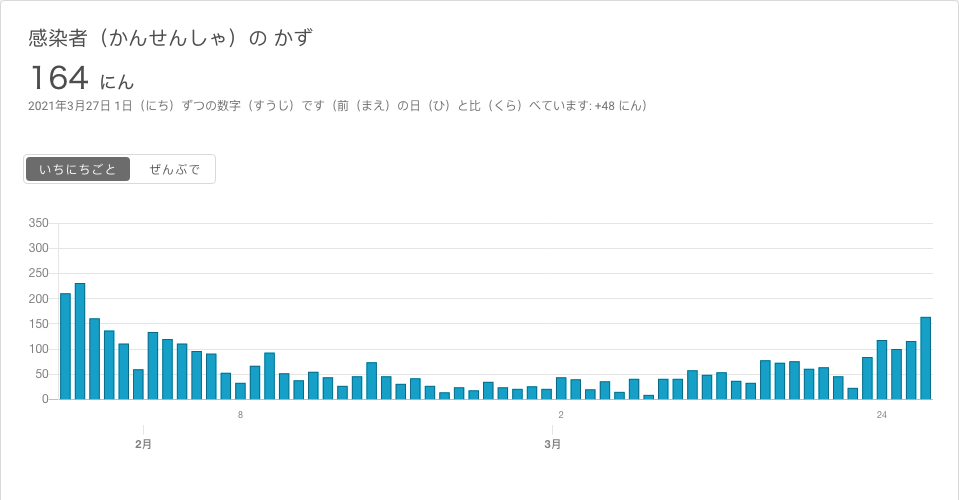 感染者（かんせんしゃ）の かず
164 にん
2021年3月27日 1日（にち）ずつの数字（すうじ）です（前（まえ）の日（ひ）と比（くら）べています: +48 にん）
いちにちごと ぜんぶで
350
300
250
200
150
100
50
0
8 2 24
2月 3月